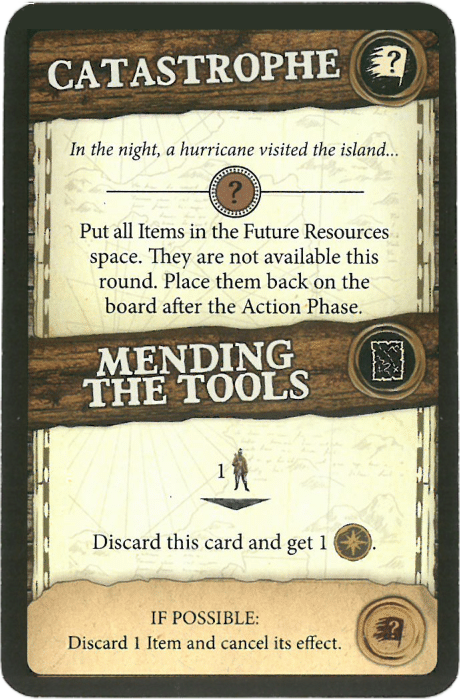 CATASTROPHE
?
In the night, a hurricane visited the island...
?
Put all Items in the Future Resources
space. They are not available this
round. Place them back on the
board after the Action Phase.
MENDING
THE TOOLS
1
Discard this card and get 1 .
IF POSSIBLE:
?
Discard 1 Item and cancel its effect.